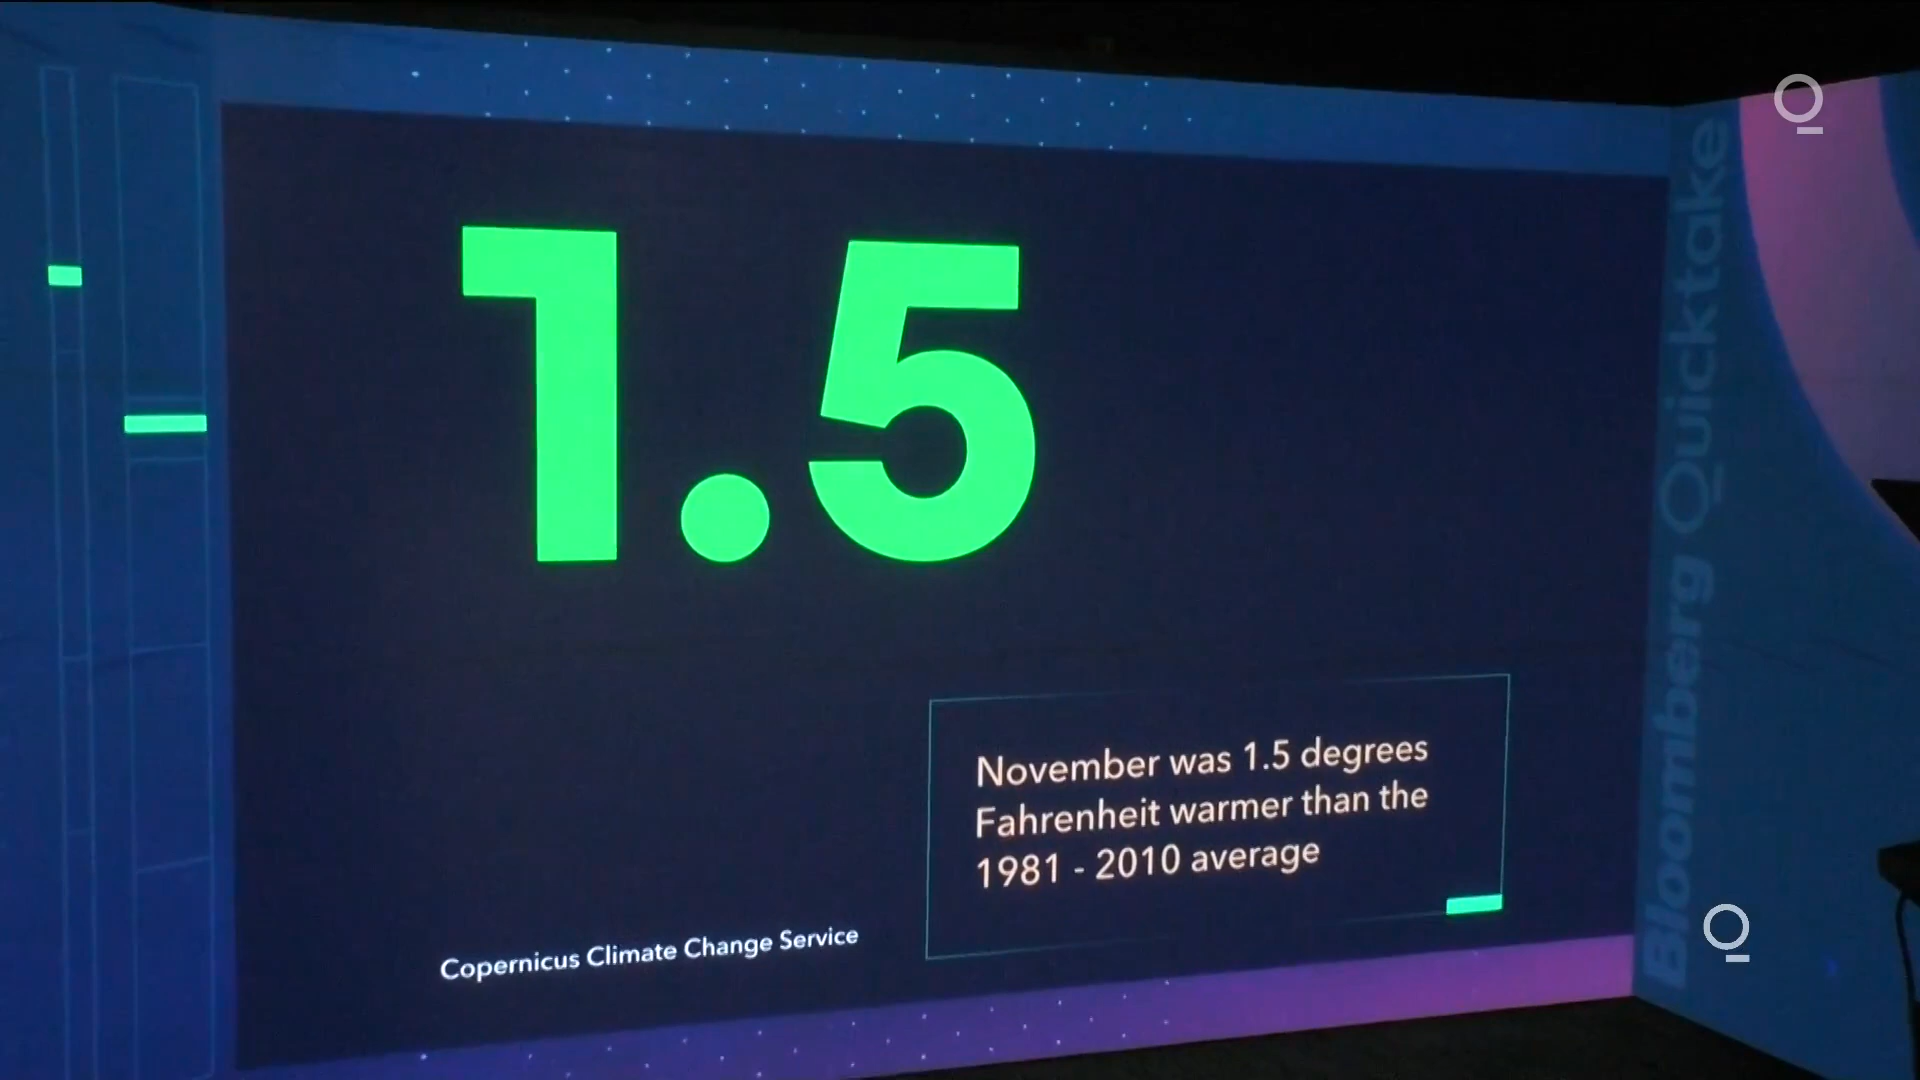 1.5
November was 1.5 degrees
Fahrenheit warmer than the
1981 - 2010 average
Copernicus Climate Change Service
Bloomberg Quicktake